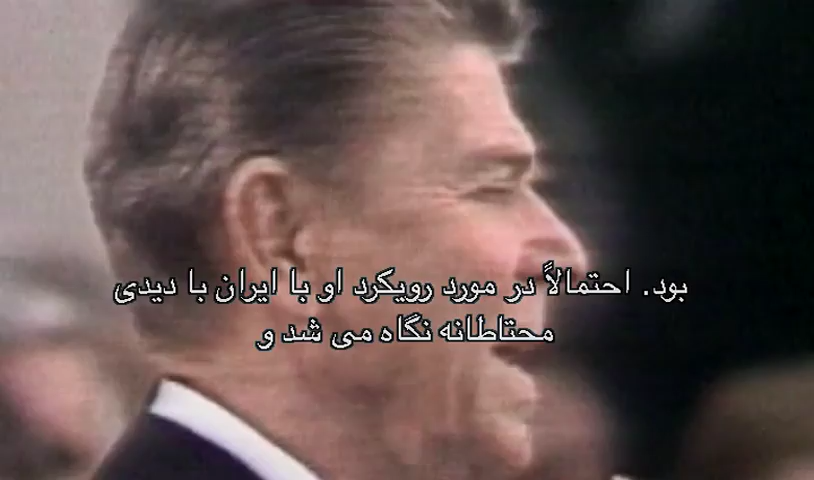 بود. احتمالاً در مورد رویکرد او با ایران با دیدی
محتاطانه نگاه می شد و